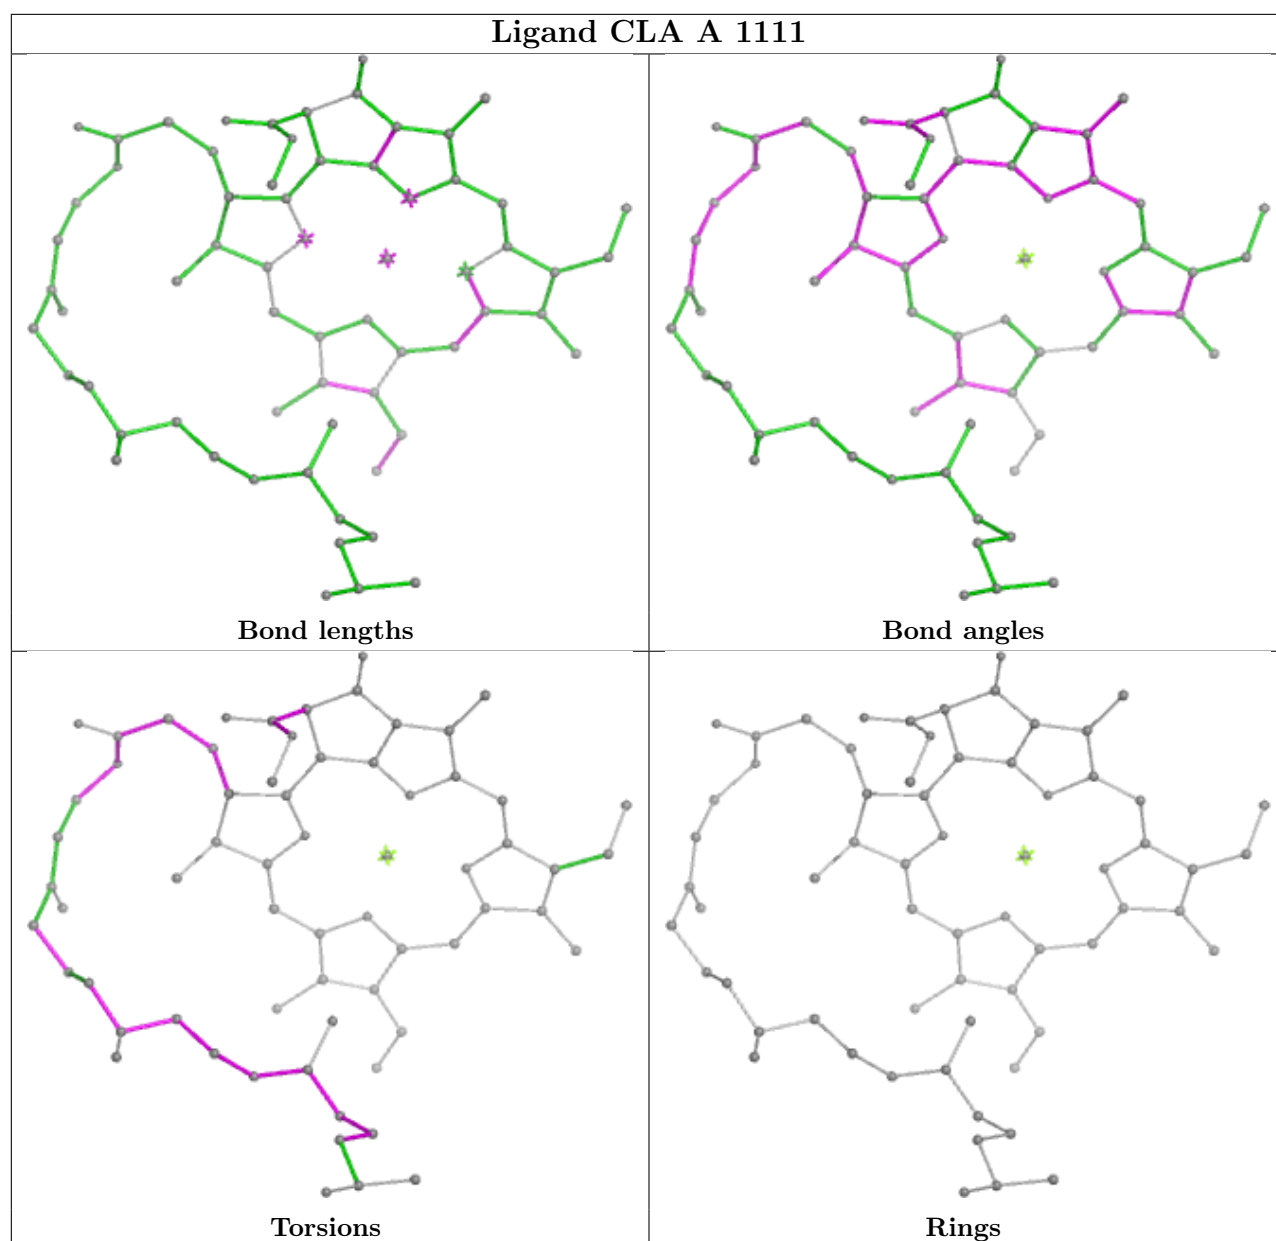 Ligand CLA A 1111
Bond lengths
Bond angles
Torsions
Rings